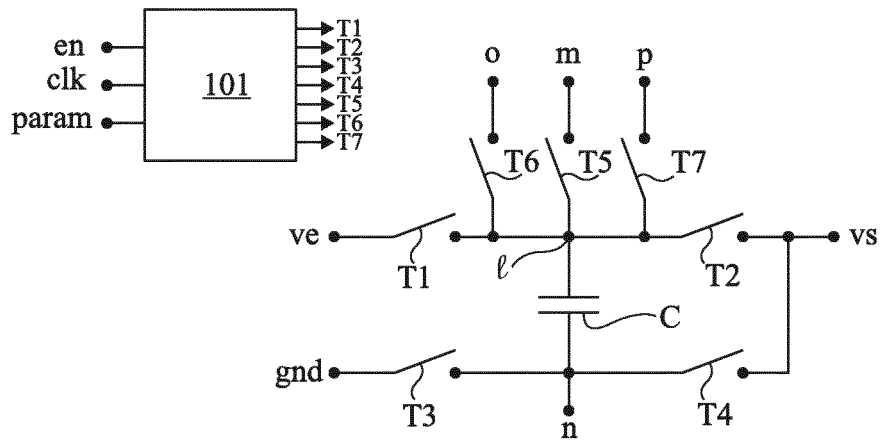 en
clk
param
101
T1
T2
T3
T4
T5
T6
T7
o m p
T6 T5 T7
ve ℓ vs
T1 T2
C
gnd
T3 T4
n